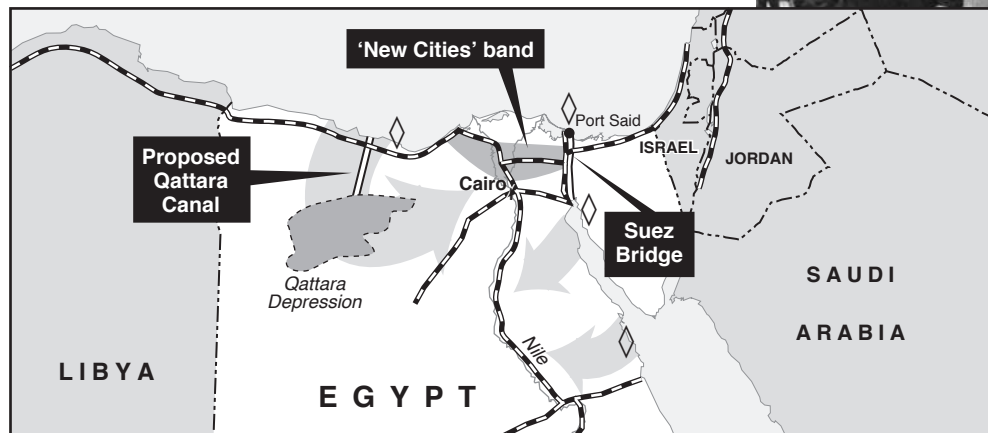 ‘New Cities’ band
Port Said
ISRAEL
JORDAN
Proposed
Qattara
Canal
Cairo
Suez
Bridge
Qattara
Depression
SAUDI
ARABIA
Nile
LIBYA
EGYPT